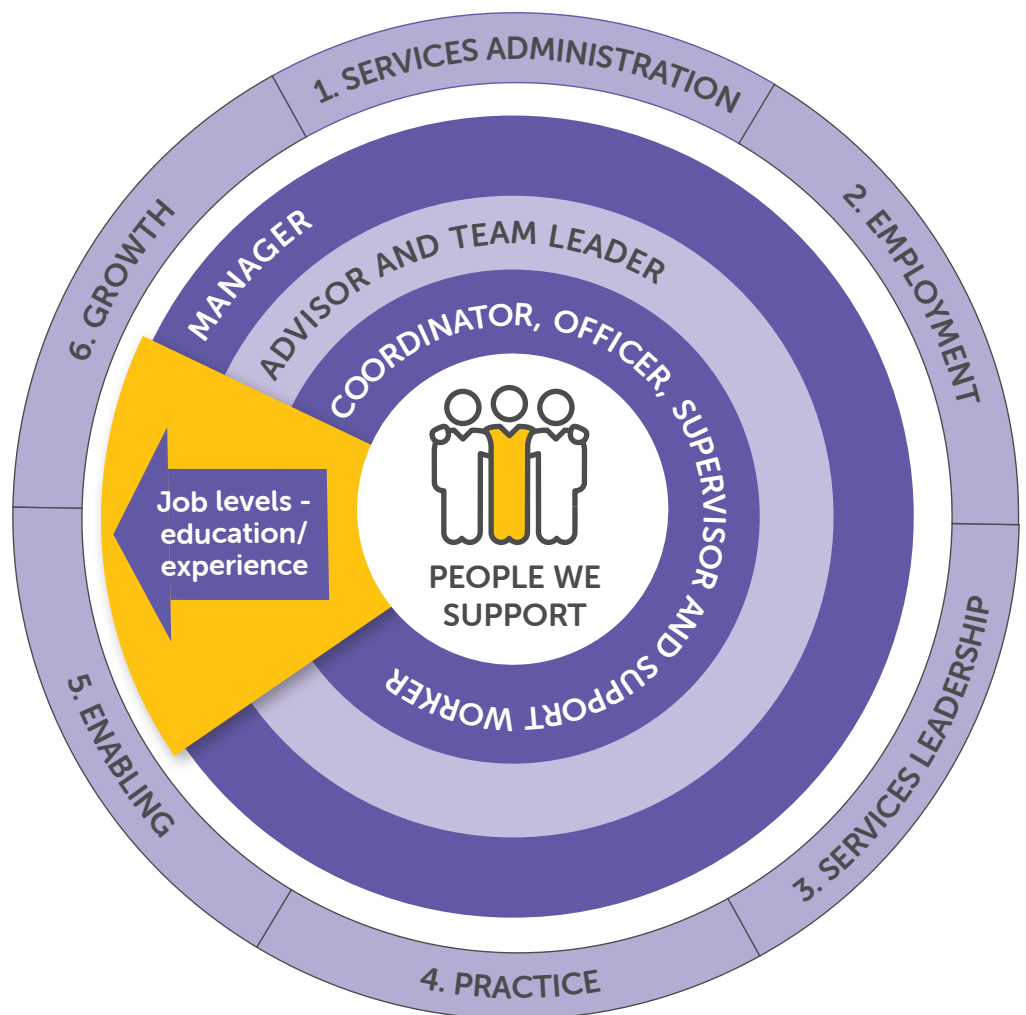 1. SERVICES ADMINISTRATION
2. EMPLOYMENT
3. SERVICES LEADERSHIP
4. PRACTICE
5. ENABLING
6. GROWTH
MANAGER
ADVISOR AND TEAM LEADER
COORDINATOR, OFFICER, SUPERVISOR AND SUPPORT WORKER
Job levels -
education/
experience
PEOPLE WE
SUPPORT